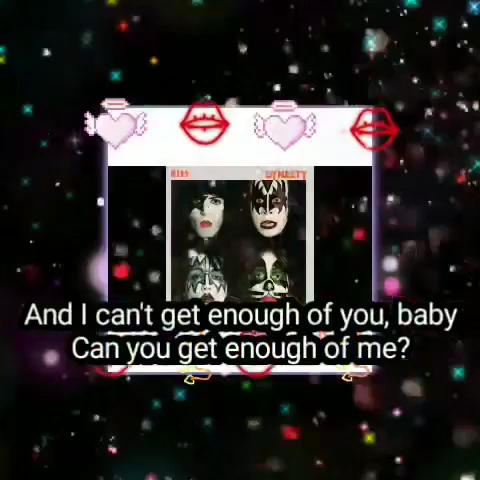 KISS DYNASTY
And I can't get enough of you, baby
Can you get enough of me?